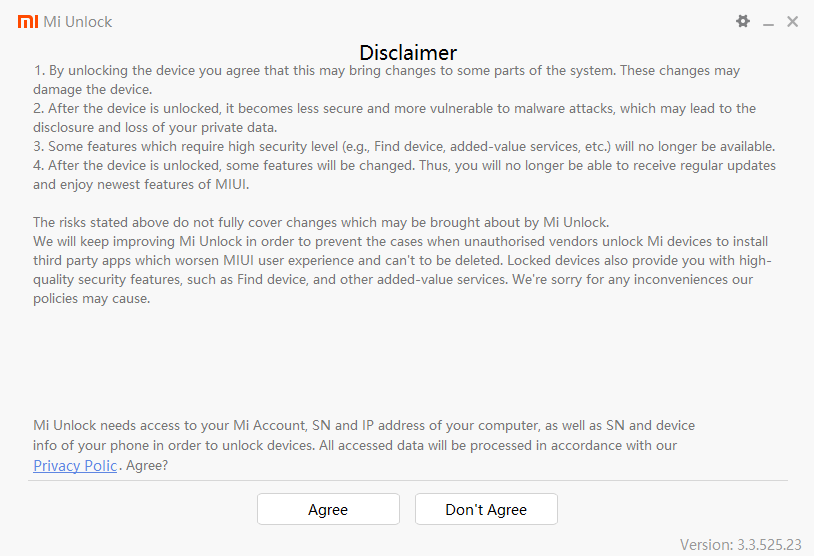 mi Mi Unlock
Disclaimer
1. By unlocking the device you agree that this may bring changes to some parts of the system. These changes may
damage the device.
2. After the device is unlocked, it becomes less secure and more vulnerable to malware attacks, which may lead to the
disclosure and loss of your private data.
3. Some features which require high security level (e.g., Find device, added-value services, etc.) will no longer be available.
4. After the device is unlocked, some features will be changed. Thus, you will no longer be able to receive regular updates
and enjoy newest features of MIUI.
The risks stated above do not fully cover changes which may be brought about by Mi Unlock.
We will keep improving Mi Unlock in order to prevent the cases when unauthorised vendors unlock Mi devices to install
third party apps which worsen MIUI user experience and can't to be deleted. Locked devices also provide you with high-
quality security features, such as Find device, and other added-value services. We're sorry for any inconveniences our
policies may cause.
Mi Unlock needs access to your Mi Account, SN and IP address of your computer, as well as SN and device
info of your phone in order to unlock devices. All accessed data will be processed in accordance with our
Privacy Polic. Agree?
Agree Don't Agree
Version: 3.3.525.23